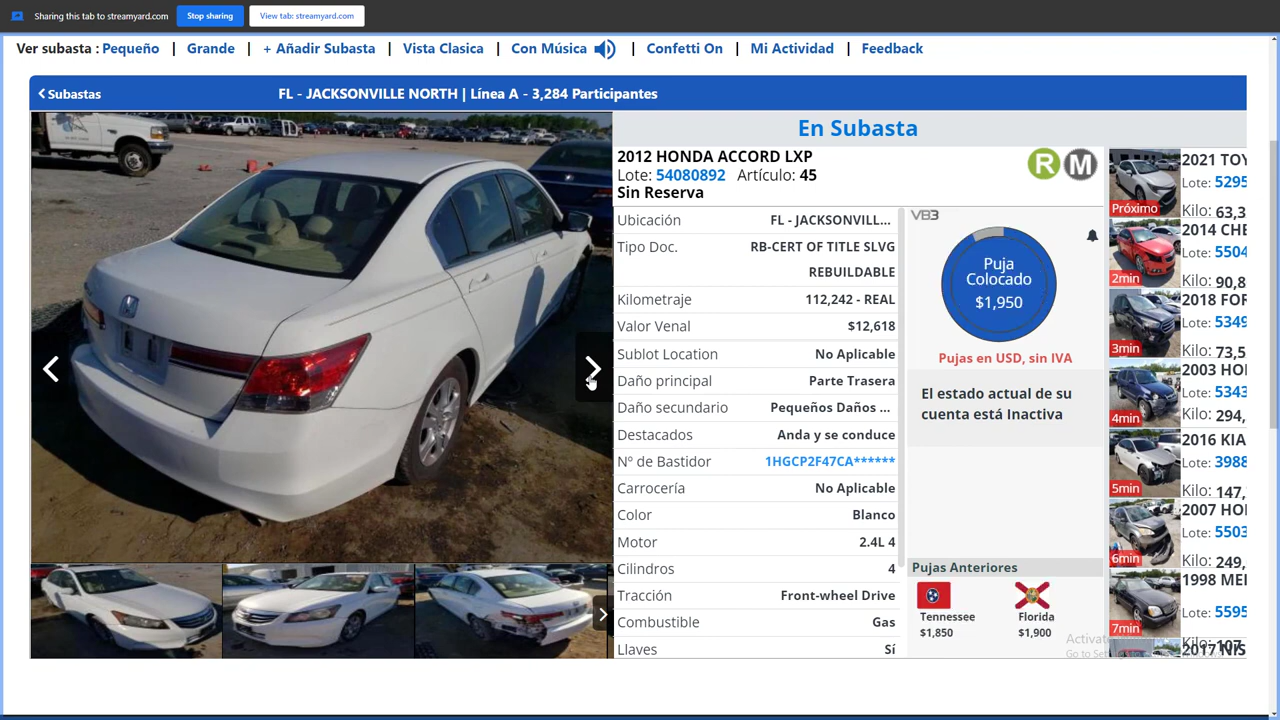 Sharing this tab to streamyard.com
Stop sharing
View tab: streamyard.com
Ver subasta : Pequeño | Grande | + Añadir Subasta | Vista Clasica | Con Música | Confetti On | Mi Actividad | Feedback
Subastas
FL - JACKSONVILLE NORTH | Línea A - 3,284 Participantes
En Subasta
2012 HONDA ACCORD LXP
Lote: 54080892 Artículo: 45
Sin Reserva
R M
Ubicación FL - JACKSONVILL...
Tipo Doc. RB-CERT OF TITLE SLVG
REBUILDABLE
Kilometraje 112,242 - REAL
Valor Venal $12,618
Sublot Location No Aplicable
Daño principal Parte Trasera
Daño secundario Pequeños Daños ...
Destacados Anda y se conduce
Nº de Bastidor 1HGCP2F47CA******
Carrocería No Aplicable
Color Blanco
Motor 2.4L 4
Cilindros 4
Tracción Front-wheel Drive
Combustible Gas
Llaves Sí
VB3
Puja
Colocado
$1,950
Pujas en USD, sin IVA
El estado actual de su
cuenta está Inactiva
Pujas Anteriores
Tennessee
$1,850
Florida
$1,900
2021 TOY
Lote: 5295
Próximo
Kilo: 63,3
2014 CHE
Lote: 5504
2min
Kilo: 90,8
2018 FOR
Lote: 5349
3min
Kilo: 73,5
2003 HO
Lote: 5343
4min
Kilo: 294,
2016 KIA
Lote: 3988
5min
Kilo: 147,
2007 HO
Lote: 5503
6min
Kilo: 249,
1998 MEI
Lote: 5595
7min
Kilo: 107,